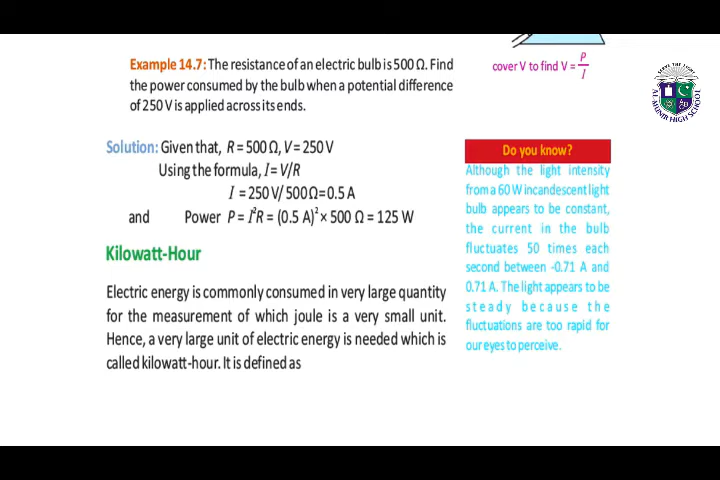 Example 14.7: The resistance of an electric bulb is 500 Ω. Find
the power consumed by the bulb when a potential difference
of 250 V is applied across its ends.
Solution: Given that, R = 500 Ω, V = 250 V
Using the formula, I = V/R
I = 250 V/ 500 Ω = 0.5 A
and Power P = I²R = (0.5 A)² × 500 Ω = 125 W
Kilowatt-Hour
Electric energy is commonly consumed in very large quantity
for the measurement of which joule is a very small unit.
Hence, a very large unit of electric energy is needed which is
called kilowatt-hour. It is defined as
cover V to find V = P/I
Do you know?
Although the light intensity
from a 60 W incandescent light
bulb appears to be constant,
the current in the bulb
fluctuates 50 times each
second between -0.71 A and
0.71 A. The light appears to be
steady because the
fluctuations are too rapid for
our eyes to perceive.
AL-MUNIR HIGH SCHOOL